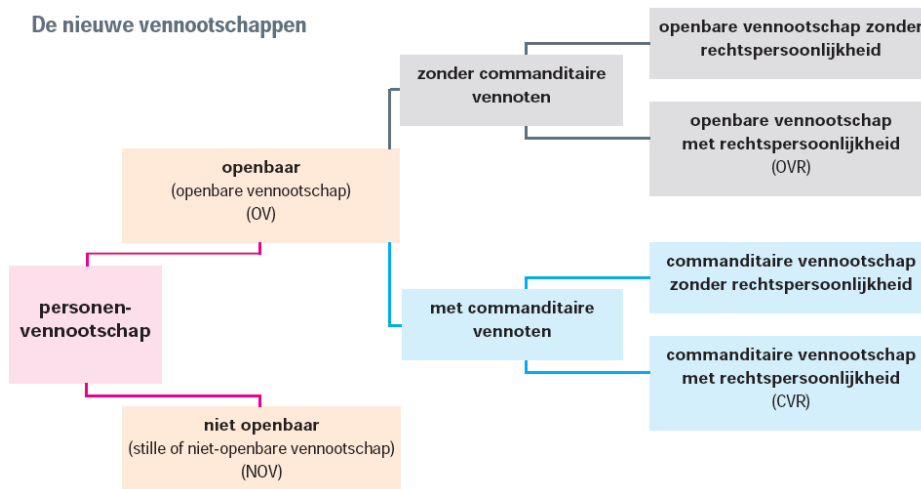 De nieuwe vennootschappen
openbare vennootschap zonder
rechtspersoonlijkheid
zonder commanditaire
vennoten
openbare vennootschap
met rechtspersoonlijkheid
(OVR)
openbaar
(openbare vennootschap)
(OV)
commanditaire vennootschap
zonder rechtspersoonlijkheid
personen-
vennootschap
met commanditaire
vennoten
commanditaire vennootschap
met rechtspersoonlijkheid
(CVR)
niet openbaar
(stille of niet-openbare vennootschap)
(NOV)